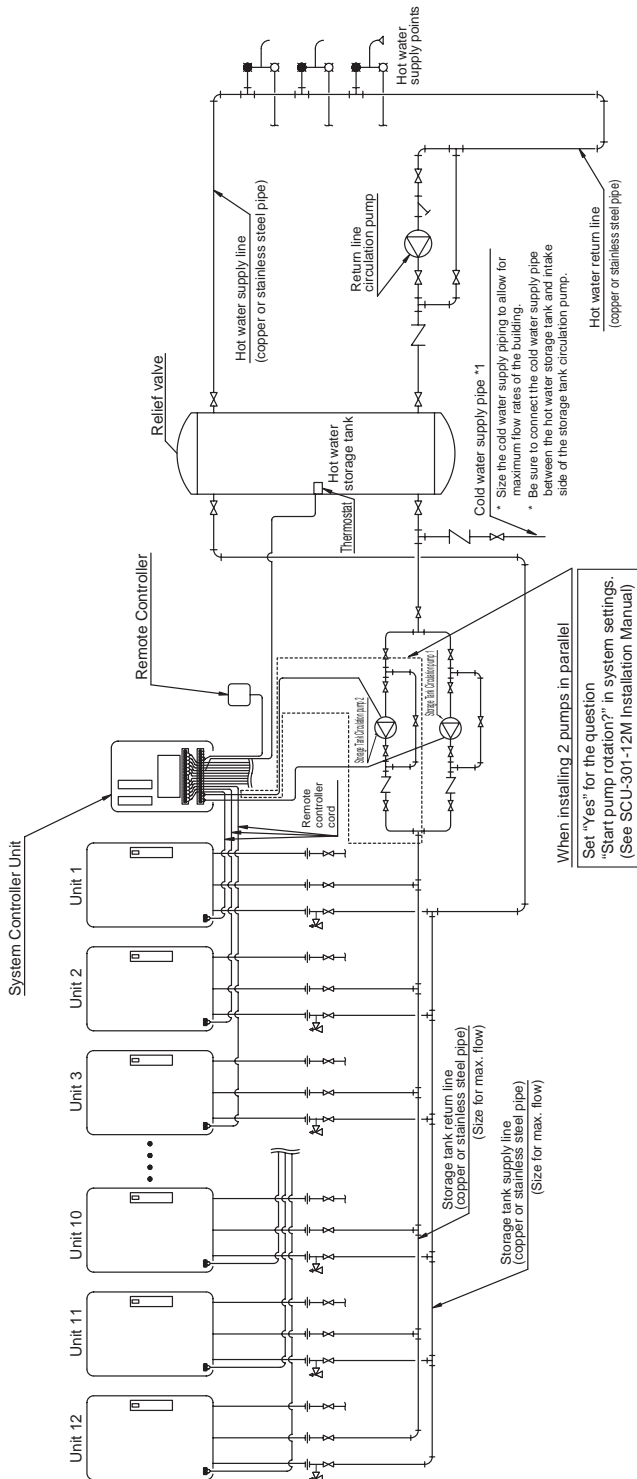 System Controller Unit
Remote Controller
Relief valve
Hot water supply line
(copper or stainless steel pipe)
Hot water
supply points
Unit 12
Unit 11
Unit 10
Unit 3
Unit 2
Unit 1
Remote
controller
cord
Thermostat
Hot water
storage tank
Storage Tank Circulation pump 2
Storage Tank Circulation pump 1
Return line
circulation pump
Cold water supply pipe *1
* Size the cold water supply piping to allow for
maximum flow rates of the building.
* Be sure to connect the cold water supply pipe
between the hot water storage tank and intake
side of the storage tank circulation pump.
Hot water return line
(copper or stainless steel pipe)
Storage tank return line
(copper or stainless steel pipe)
(Size for max. flow)
Storage tank supply line
(copper or stainless steel pipe)
(Size for max. flow)
When installing 2 pumps in parallel
Set “Yes” for the question
“Start pump rotation?” in system settings.
(See SCU-301-12M Installation Manual)